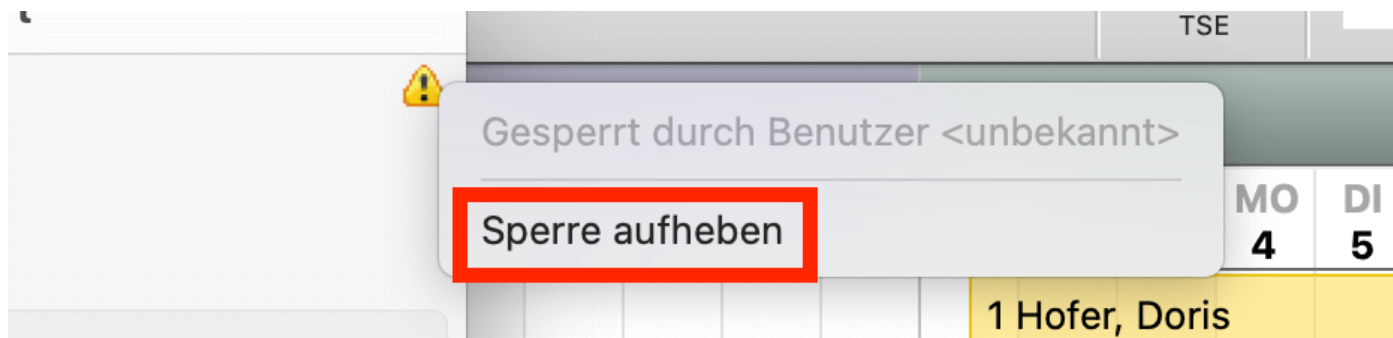 TSE
Gesperrt durch Benutzer <unbekannt>
Sperre aufheben
MO DI
4 5
1 Hofer, Doris